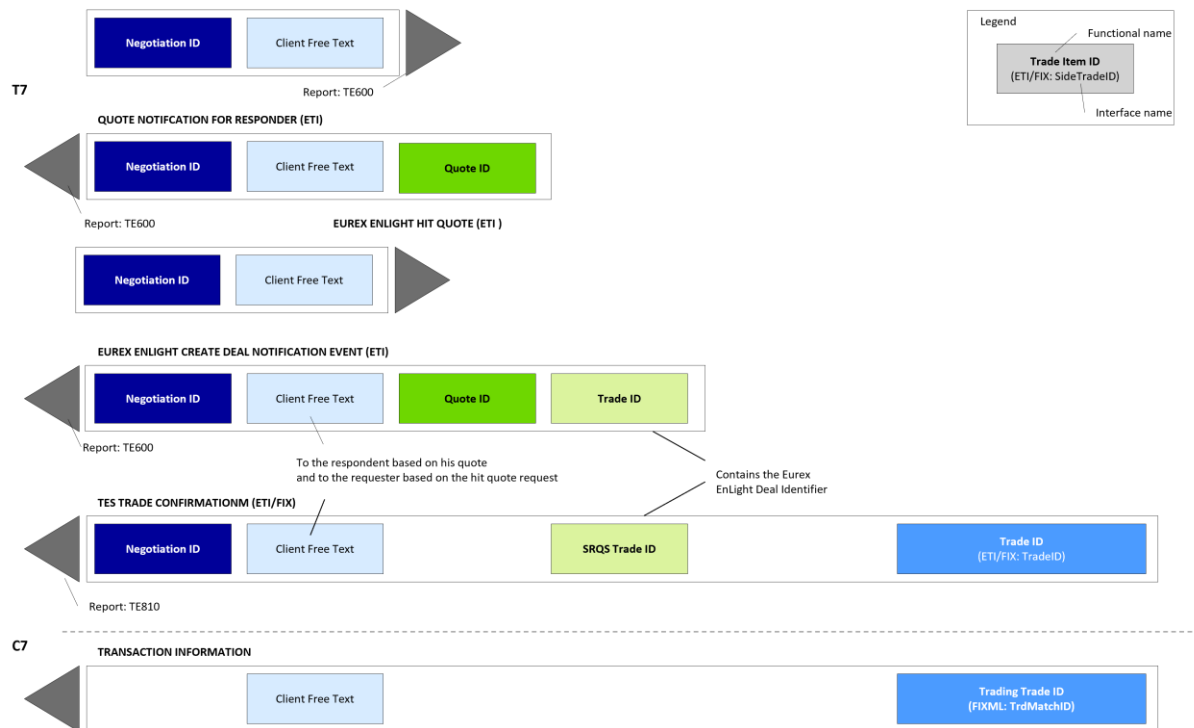 Negotiation ID
Client Free Text
Report: TE600
Legend
Functional name
Trade Item ID
(ETI/FIX: SideTradeID)
Interface name
T7
QUOTE NOTIFCATION FOR RESPONDER (ETI)
Negotiation ID
Client Free Text
Quote ID
Report: TE600
EUREX ENLIGHT HIT QUOTE (ETI )
Negotiation ID
Client Free Text
EUREX ENLIGHT CREATE DEAL NOTIFICATION EVENT (ETI)
Negotiation ID
Client Free Text
Quote ID
Trade ID
Report: TE600
To the respondent based on his quote
and to the requester based on the hit quote request
Contains the Eurex
EnLight Deal Identifier
TES TRADE CONFIRMATIONM (ETI/FIX)
Negotiation ID
Client Free Text
SRQS Trade ID
Trade ID
(ETI/FIX: TradeID)
Report: TE810
C7
TRANSACTION INFORMATION
Client Free Text
Trading Trade ID
(FIXML: TrdMatchID)